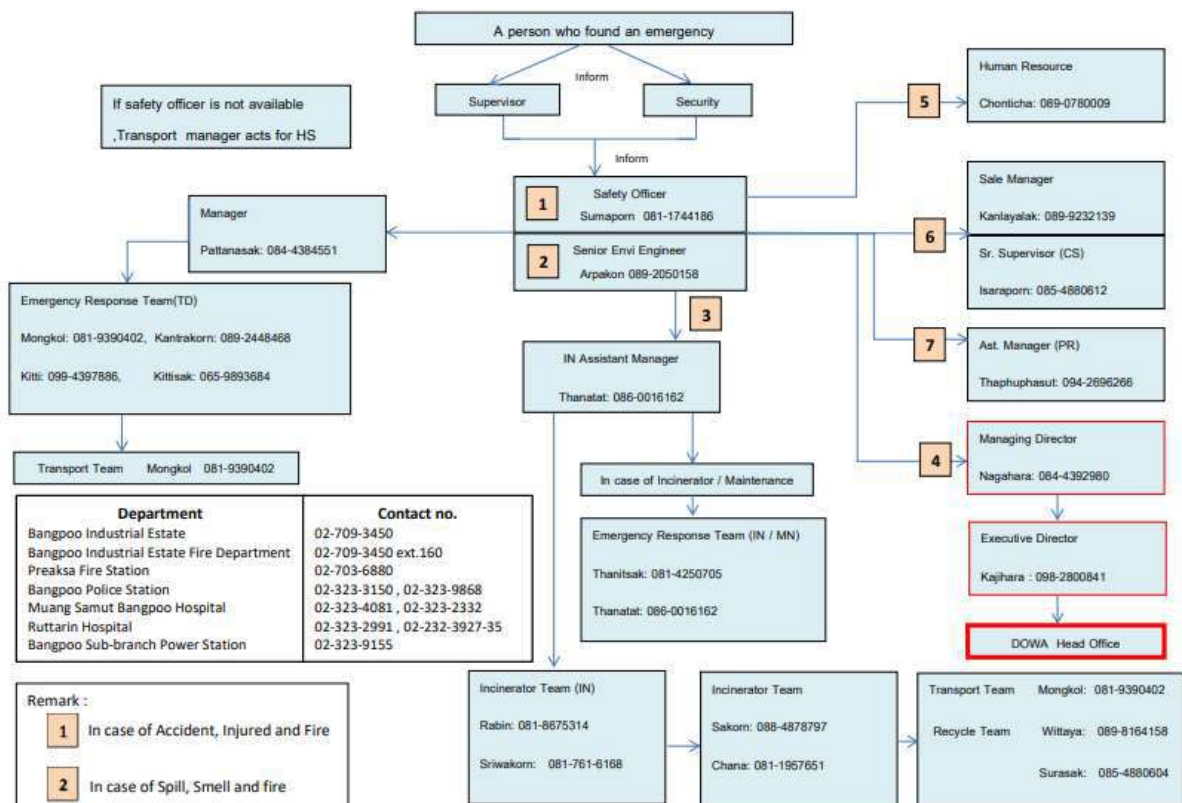 A person who found an emergency
Inform
Supervisor
Security
If safety officer is not available
,Transport manager acts for HS
Inform
1
Safety Officer
Sumaporn 081-1744186
2
Senior Envi Engineer
Arpakon 089-2050158
5
Human Resource
Chonticha: 089-0780009
6
Sale Manager
Kanlayalak: 089-9232139
Sr. Supervisor (CS)
Isaraporn: 085-4880612
7
Ast. Manager (PR)
Thaphuphasut: 094-2696266
4
Managing Director
Nagahara: 084-4392980
Executive Director
Kajihara : 098-2800841
DOWA Head Office
Manager
Pattanasak: 084-4384551
Emergency Response Team(TD)
Mongkol: 081-9390402, Kantrakorn: 089-2448468
Kitti: 099-4397886, Kittisak: 065-9893684
Transport Team Mongkol 081-9390402
3
IN Assistant Manager
Thanatat: 086-0016162
In case of Incinerator / Maintenance
Emergency Response Team (IN / MN)
Thanitsak: 081-4250705
Thanatat: 086-0016162
Department Contact no.
Bangpoo Industrial Estate 02-709-3450
Bangpoo Industrial Estate Fire Department 02-709-3450 ext.160
Preaksa Fire Station 02-703-6880
Bangpoo Police Station 02-323-3150 , 02-323-9868
Muang Samut Bangpoo Hospital 02-323-4081 , 02-323-2332
Ruttarin Hospital 02-323-2991 , 02-232-3927-35
Bangpoo Sub-branch Power Station 02-323-9155
Remark :
1 In case of Accident, Injured and Fire
2 In case of Spill, Smell and fire
Incinerator Team (IN)
Rabin: 081-8675314
Sriwakorn: 081-761-6168
Incinerator Team
Sakorn: 088-4878797
Chana: 081-1957651
Transport Team Mongkol: 081-9390402
Recycle Team Wittaya: 089-8164158
Surasak: 085-4880604